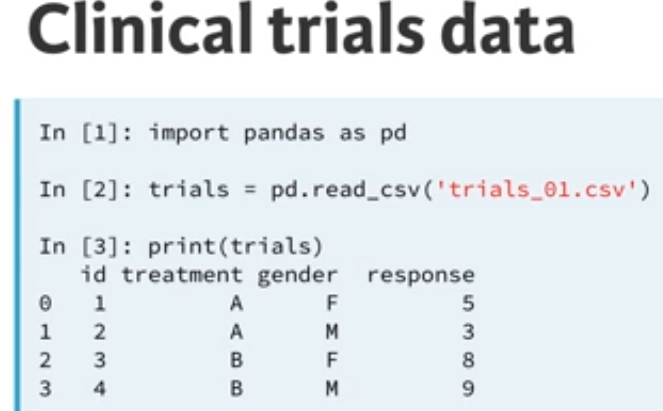 Clinical trials data
In [1]: import pandas as pd
In [2]: trials = pd.read_csv('trials_01.csv')
In [3]: print(trials)
id treatment gender response
0 1 A F 5
1 2 A M 3
2 3 B F 8
3 4 B M 9